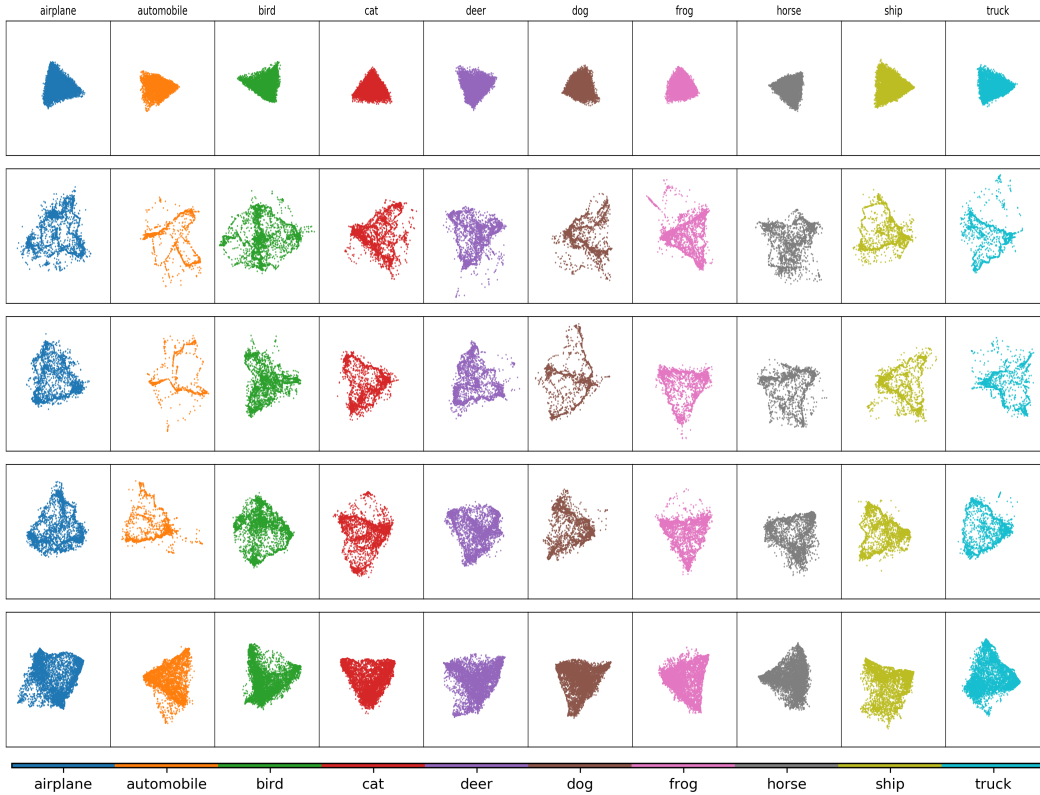 airplane automobile bird cat deer dog frog horse ship truck
airplane automobile bird cat deer dog frog horse ship truck